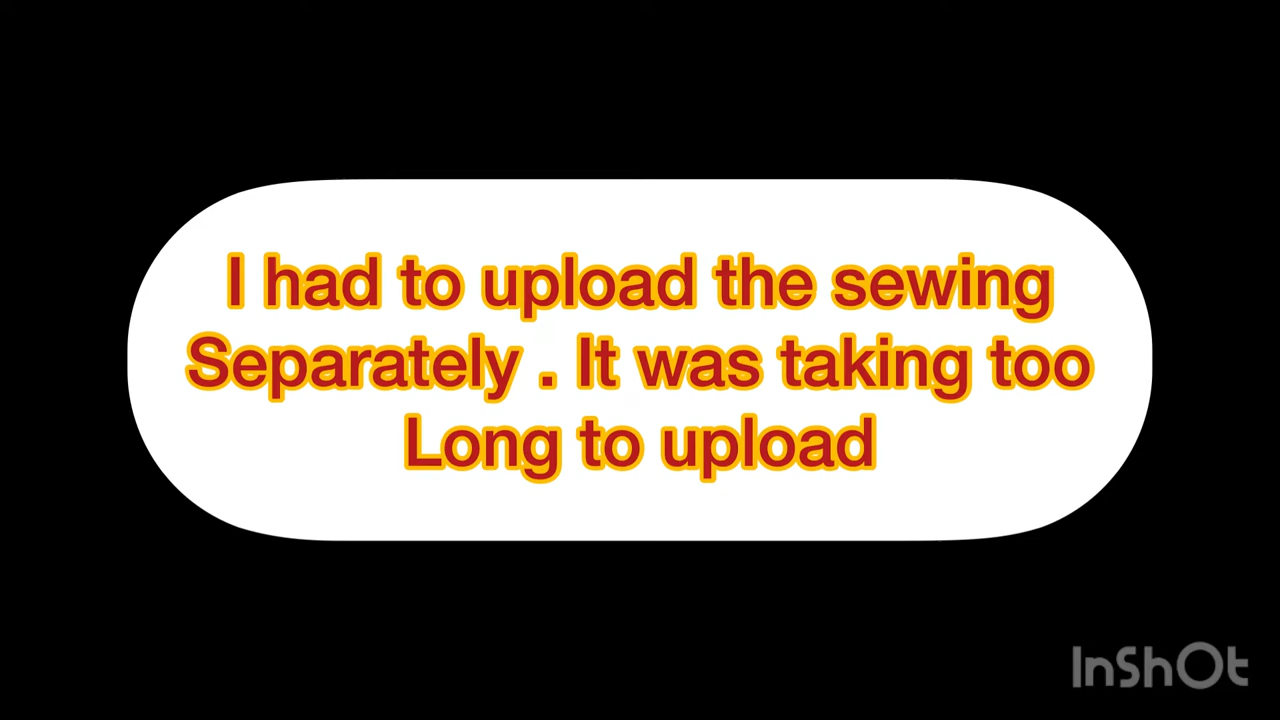 I had to upload the sewing
Separately . It was taking too
Long to upload
InShOt